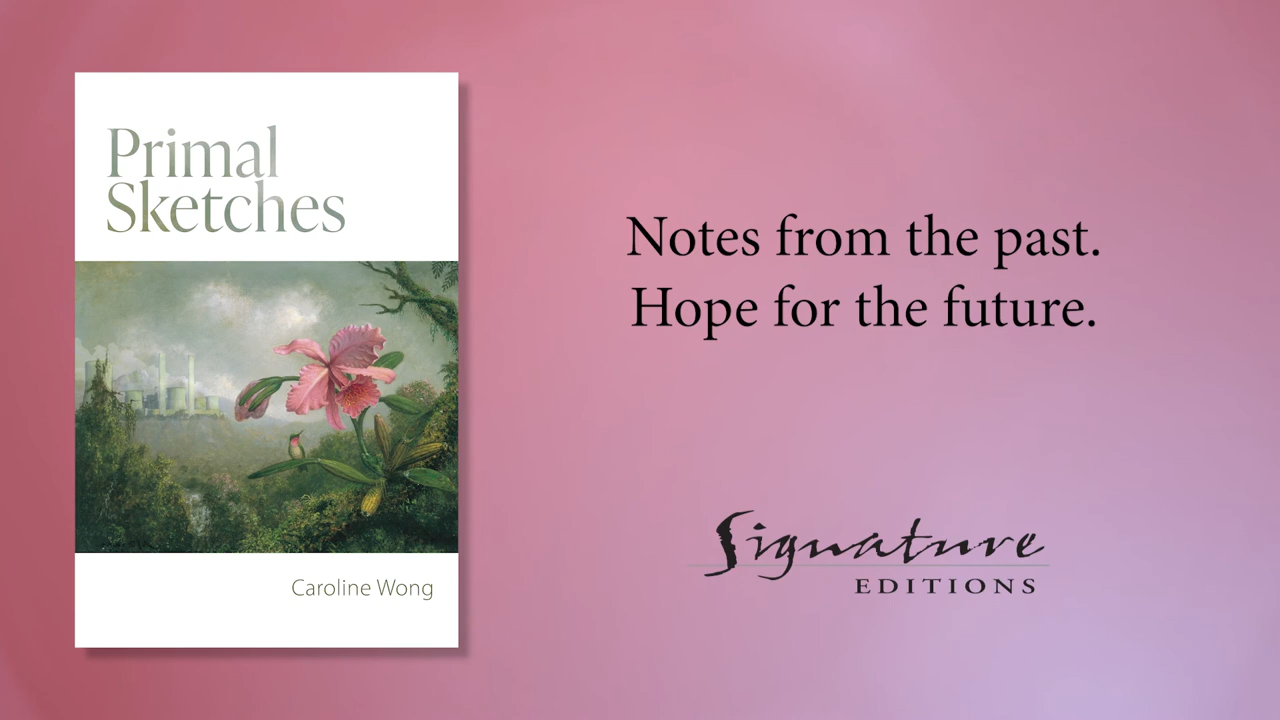 Primal
Sketches
Caroline Wong
Notes from the past.
Hope for the future.
Signature
EDITIONS